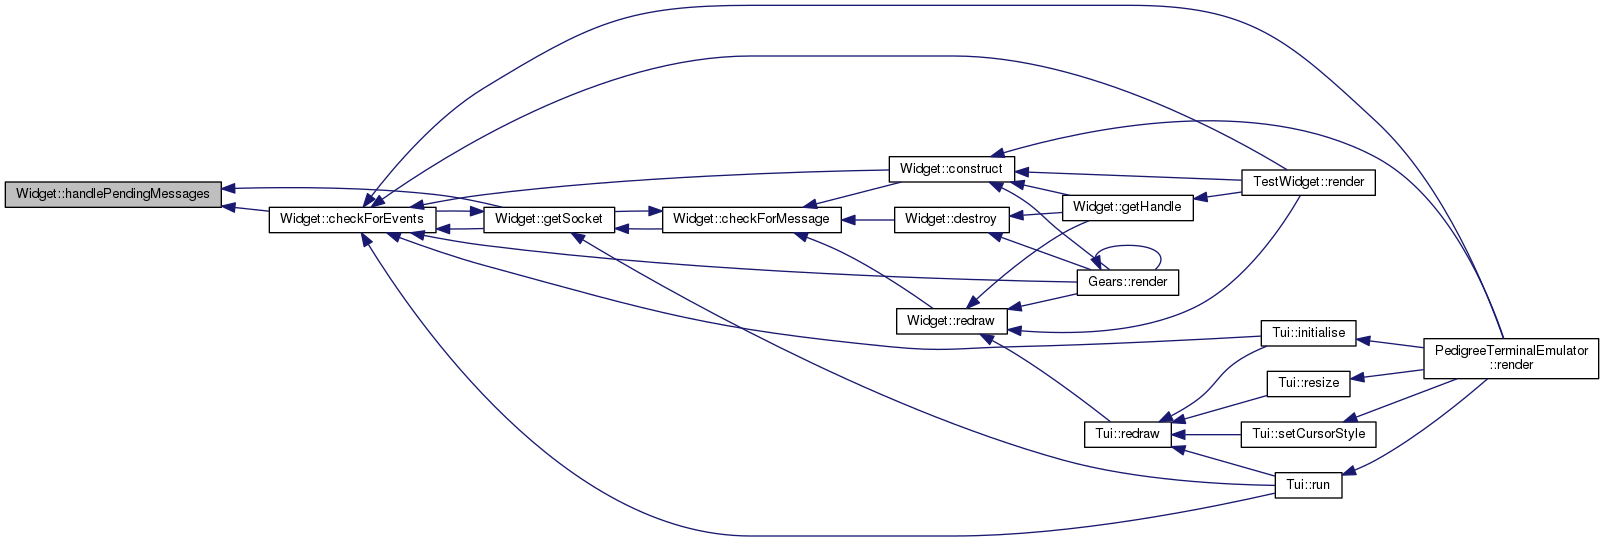 Widget::handlePendingMessages
Widget::checkForEvents
Widget::getSocket
Widget::checkForMessage
Widget::construct
Widget::destroy
Widget::redraw
Widget::getHandle
Gears::render
Tui::redraw
TestWidget::render
Tui::initialise
Tui::resize
Tui::setCursorStyle
Tui::run
PedigreeTerminalEmulator
::render